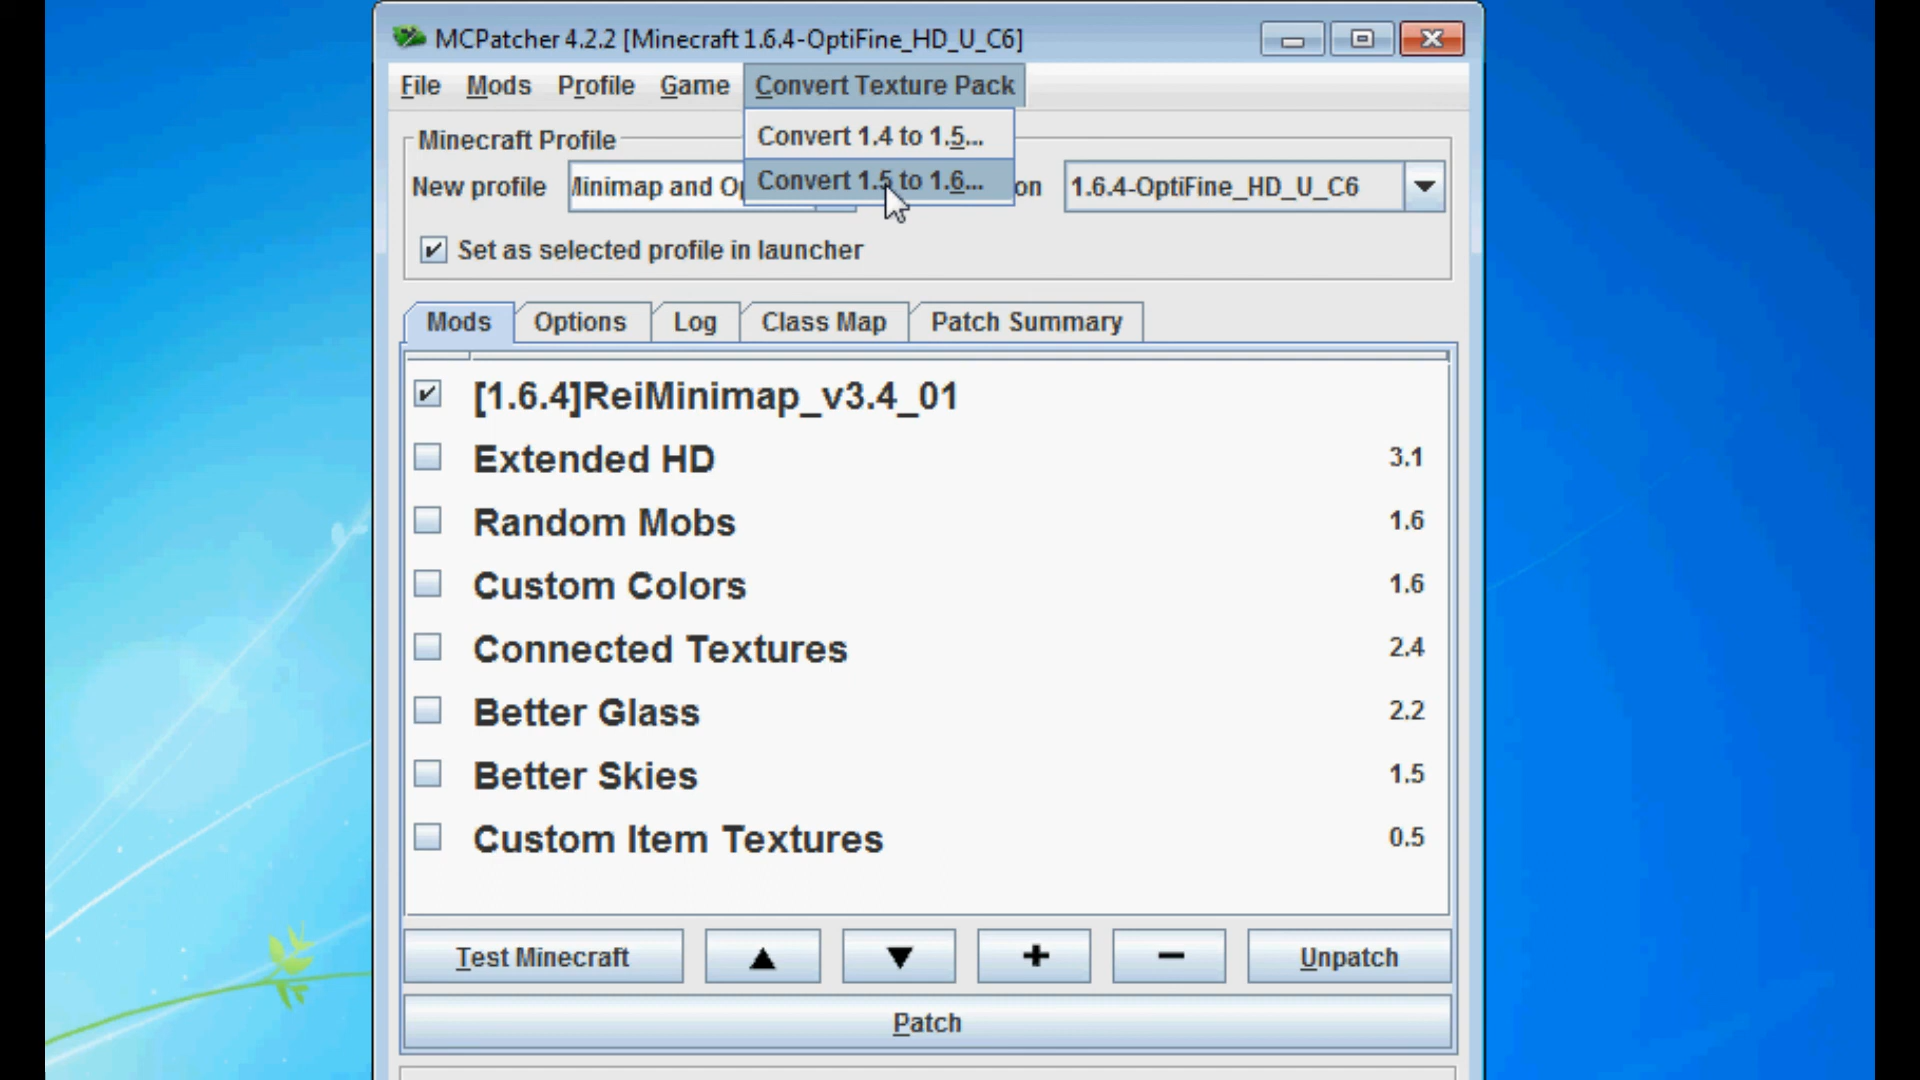 MCPatcher 4.2.2 [Minecraft 1.6.4-OptiFine_HD_U_C6]
File Mods Profile Game Convert Texture Pack
Convert 1.4 to 1.5...
Convert 1.5 to 1.6...
Minecraft Profile
New profile and 1.6.4-OptiFine_HD_U_C6
Set as selected profile in launcher
Mods Options Log Class Map Patch Summary
[1.6.4]ReiMinimap_v3.4_01
Extended HD 3.1
Random Mobs 1.6
Custom Colors 1.6
Connected Textures 2.4
Better Glass 2.2
Better Skies 1.5
Custom Item Textures 0.5
Test Minecraft + − Unpatch
Patch